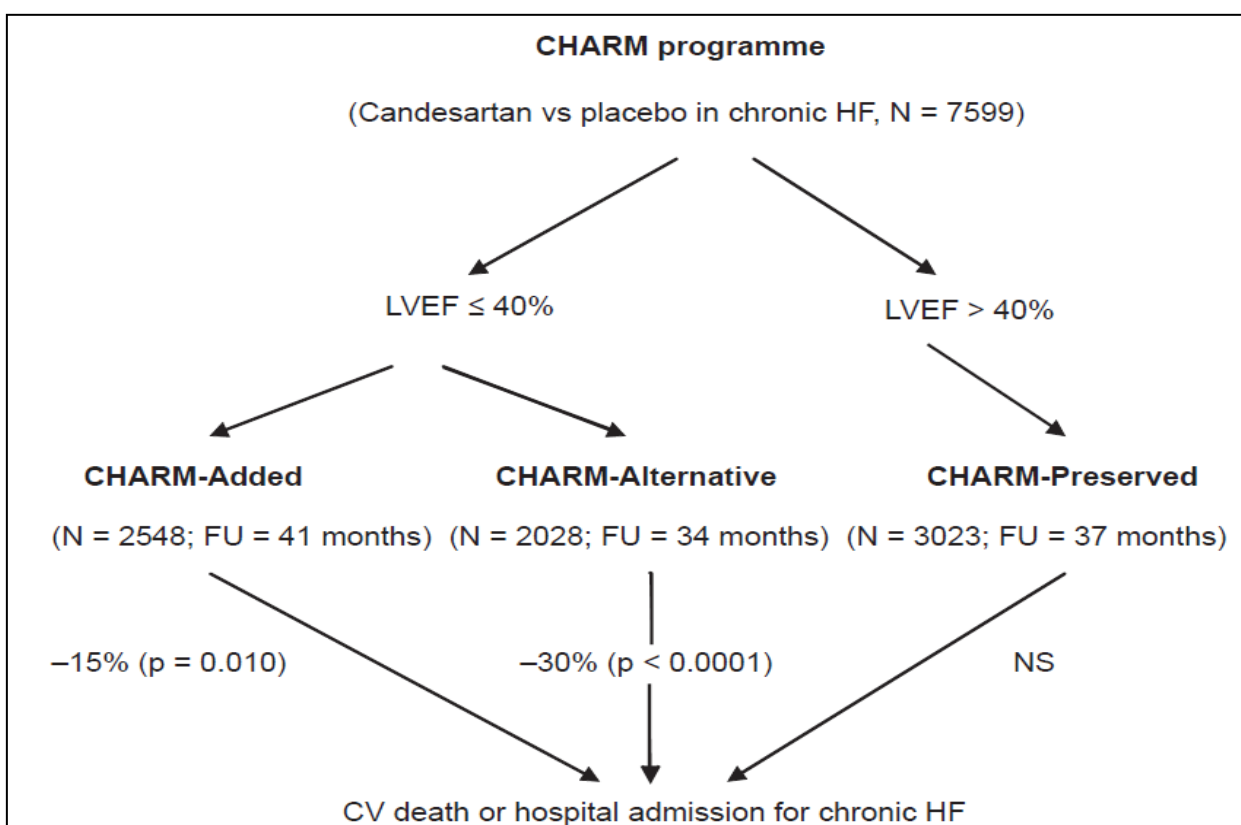 CHARM programme
(Candesartan vs placebo in chronic HF, N = 7599)
LVEF ≤ 40%
LVEF > 40%
CHARM-Added
CHARM-Alternative
CHARM-Preserved
(N = 2548; FU = 41 months)
(N = 2028; FU = 34 months)
(N = 3023; FU = 37 months)
–15% (p = 0.010)
–30% (p < 0.0001)
NS
CV death or hospital admission for chronic HF